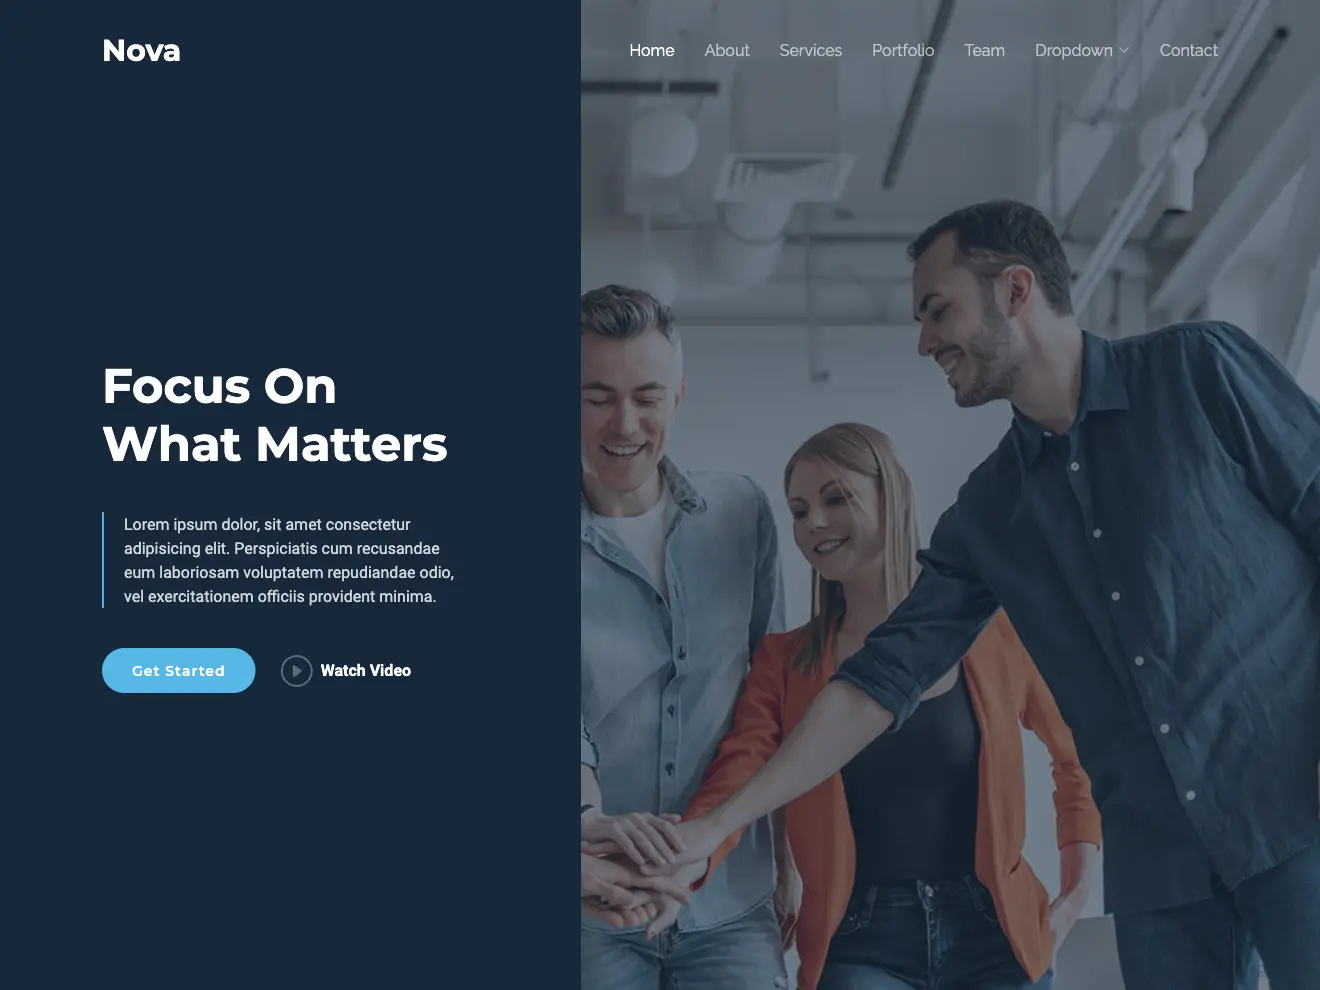 Nova
Home About Services Portfolio Team Dropdown Contact
Focus On
What Matters
Lorem ipsum dolor, sit amet consectetur
adipisicing elit. Perspiciatis cum recusandae
eum laboriosam voluptatem repudiandae odio,
vel exercitationem officiis provident minima.
Get Started Watch Video